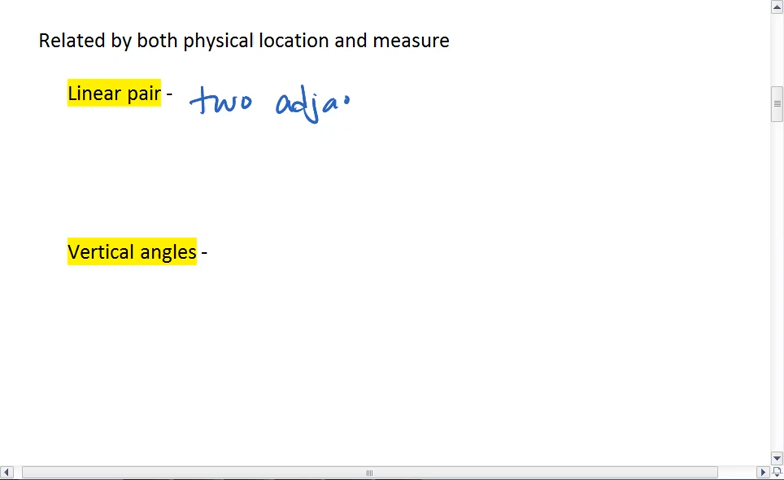 Related by both physical location and measure
Linear pair - two adja
Vertical angles -